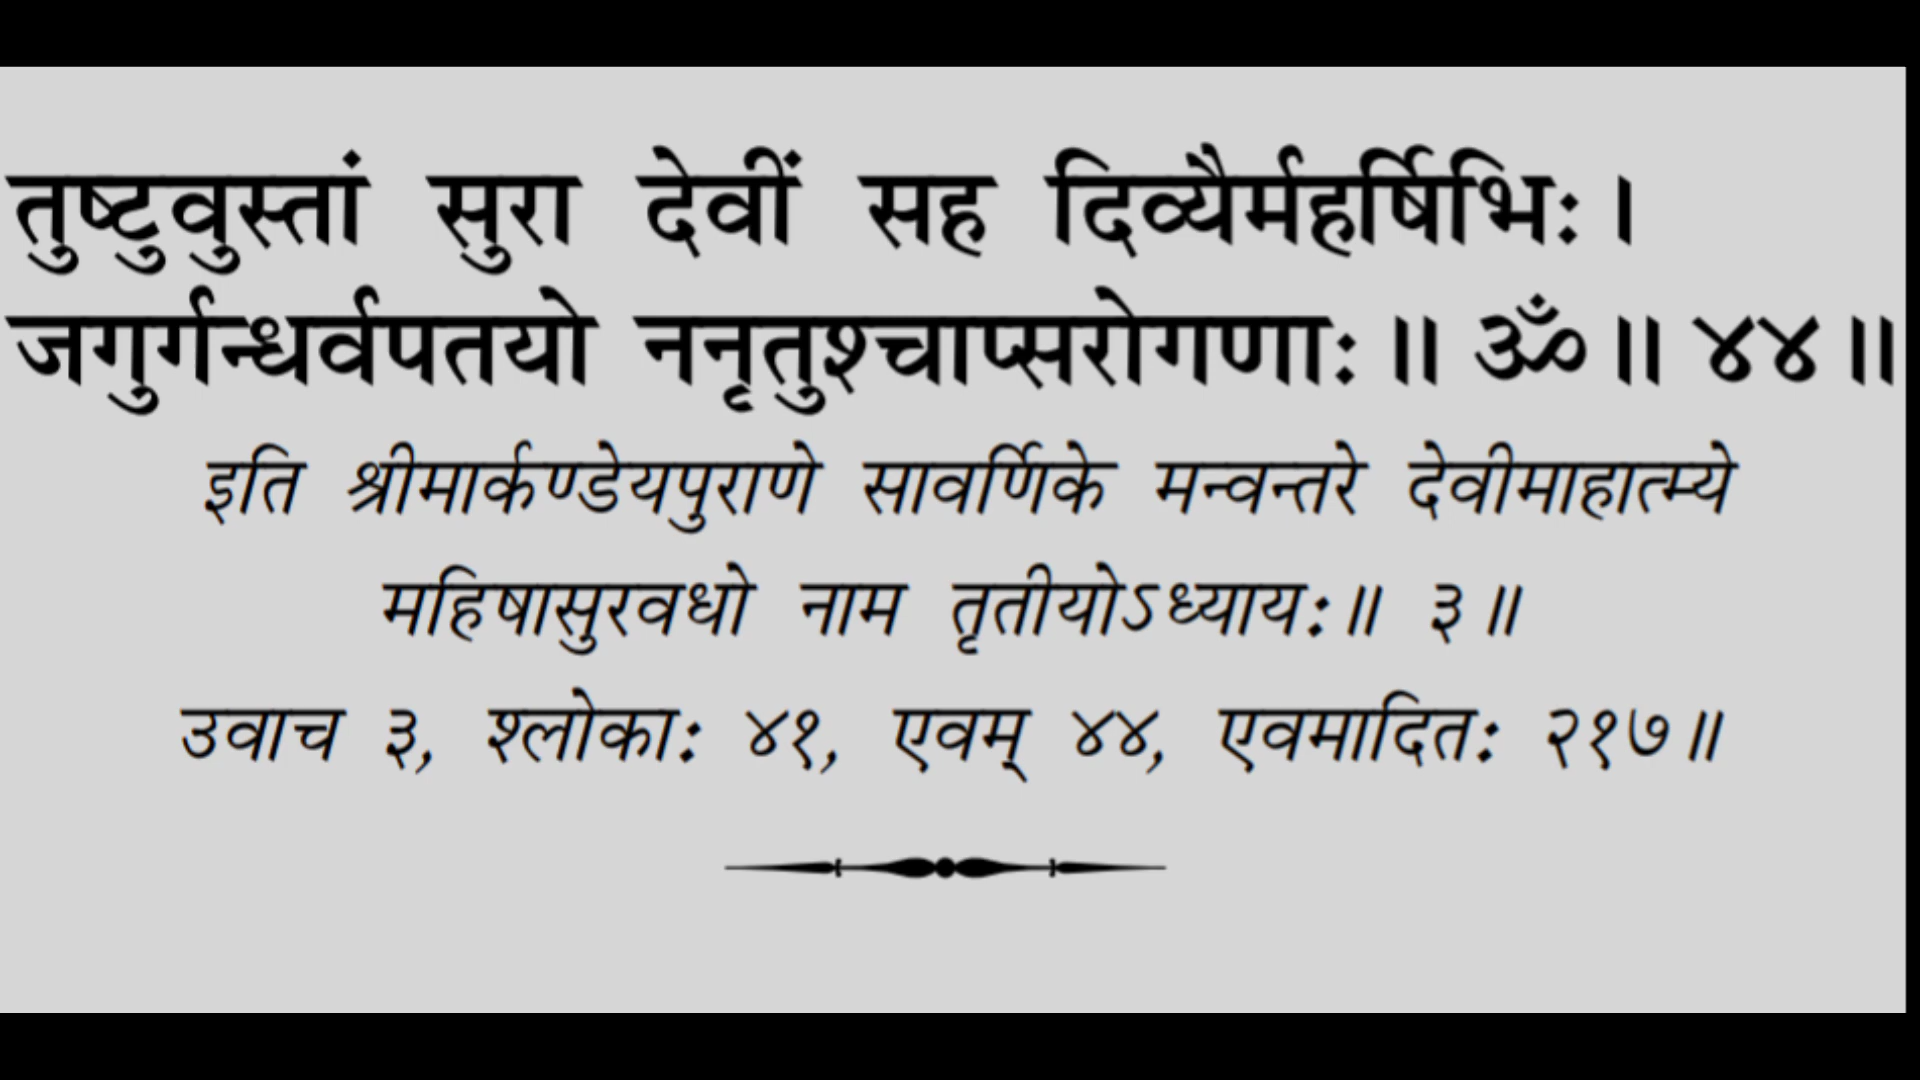 तुष्टुवुस्तां सुरा देवीं सह दिव्यैर्महर्षिभिः।
जगुर्गन्धर्वपतयो ननृतुश्चाप्सरोगणाः॥ ॐ॥ ४४॥
इति श्रीमार्कण्डेयपुराणे सावर्णिके मन्वन्तरे देवीमाहात्म्ये
महिषासुरवधो नाम तृतीयोऽध्यायः॥ ३॥
उवाच ३, श्लोकाः ४१, एवम् ४४, एवमादितः २१७॥